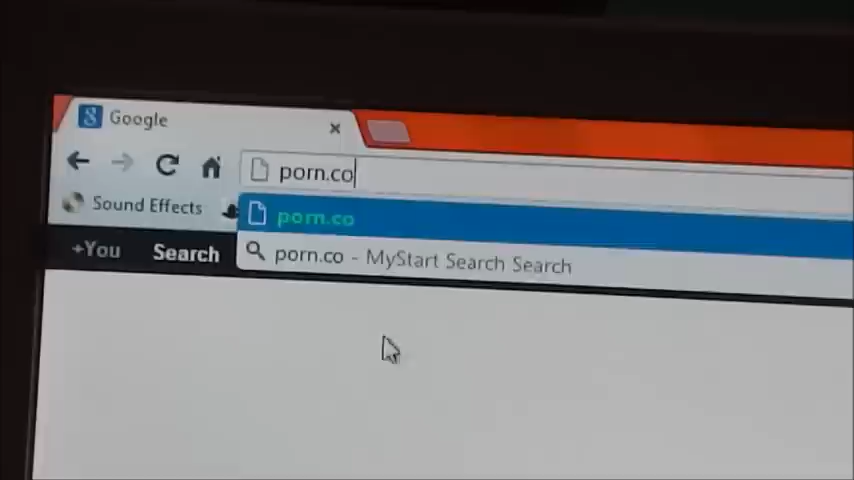 Google
porn.co
Sound Effects
porn.co
+You Search
porn.co - MyStart Search Search